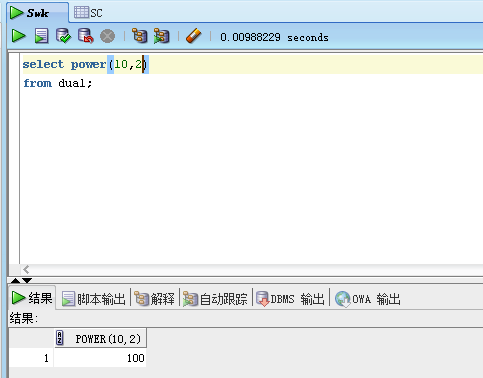 Swk SC
0.00988229 seconds
select power(10,2)
from dual;
结果 脚本输出 解释 自动跟踪 DBMS 输出 OWA 输出
结果:
POWER(10,2)
1 100